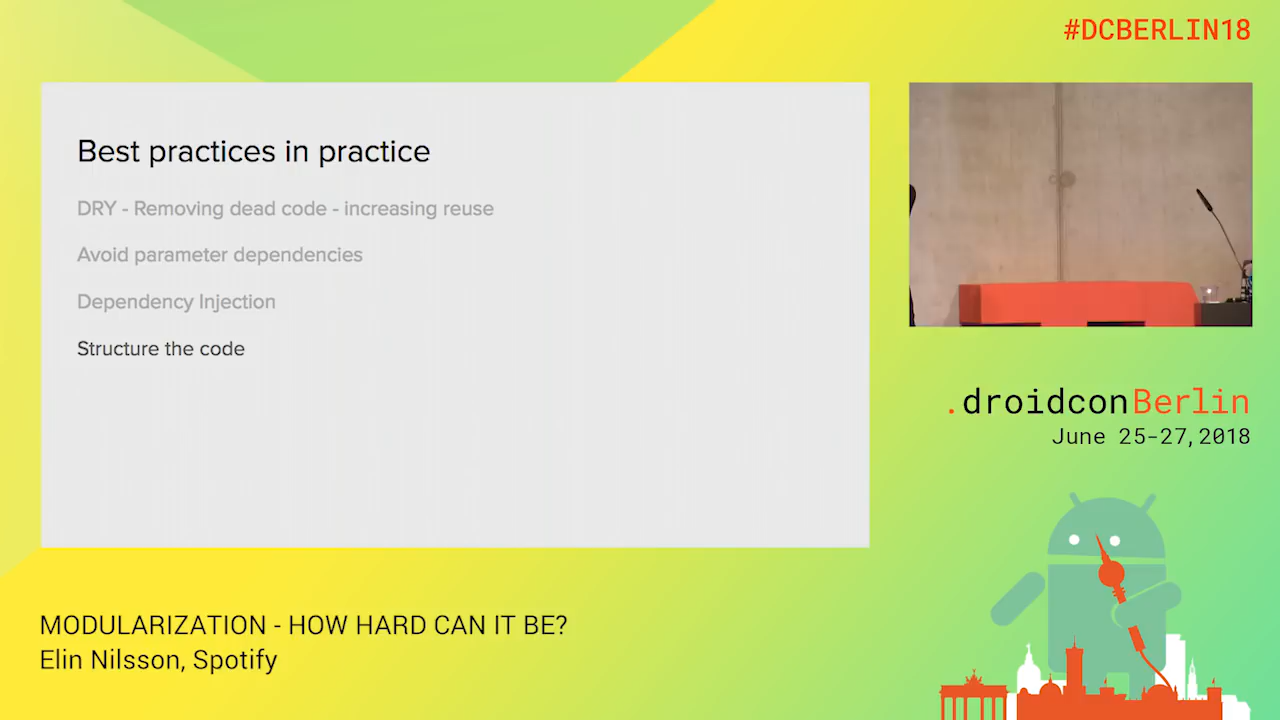 #DCBERLIN18
Best practices in practice
DRY - Removing dead code - increasing reuse
Avoid parameter dependencies
Dependency Injection
Structure the code
.droidconBerlin
June 25-27,2018
MODULARIZATION - HOW HARD CAN IT BE?
Elin Nilsson, Spotify